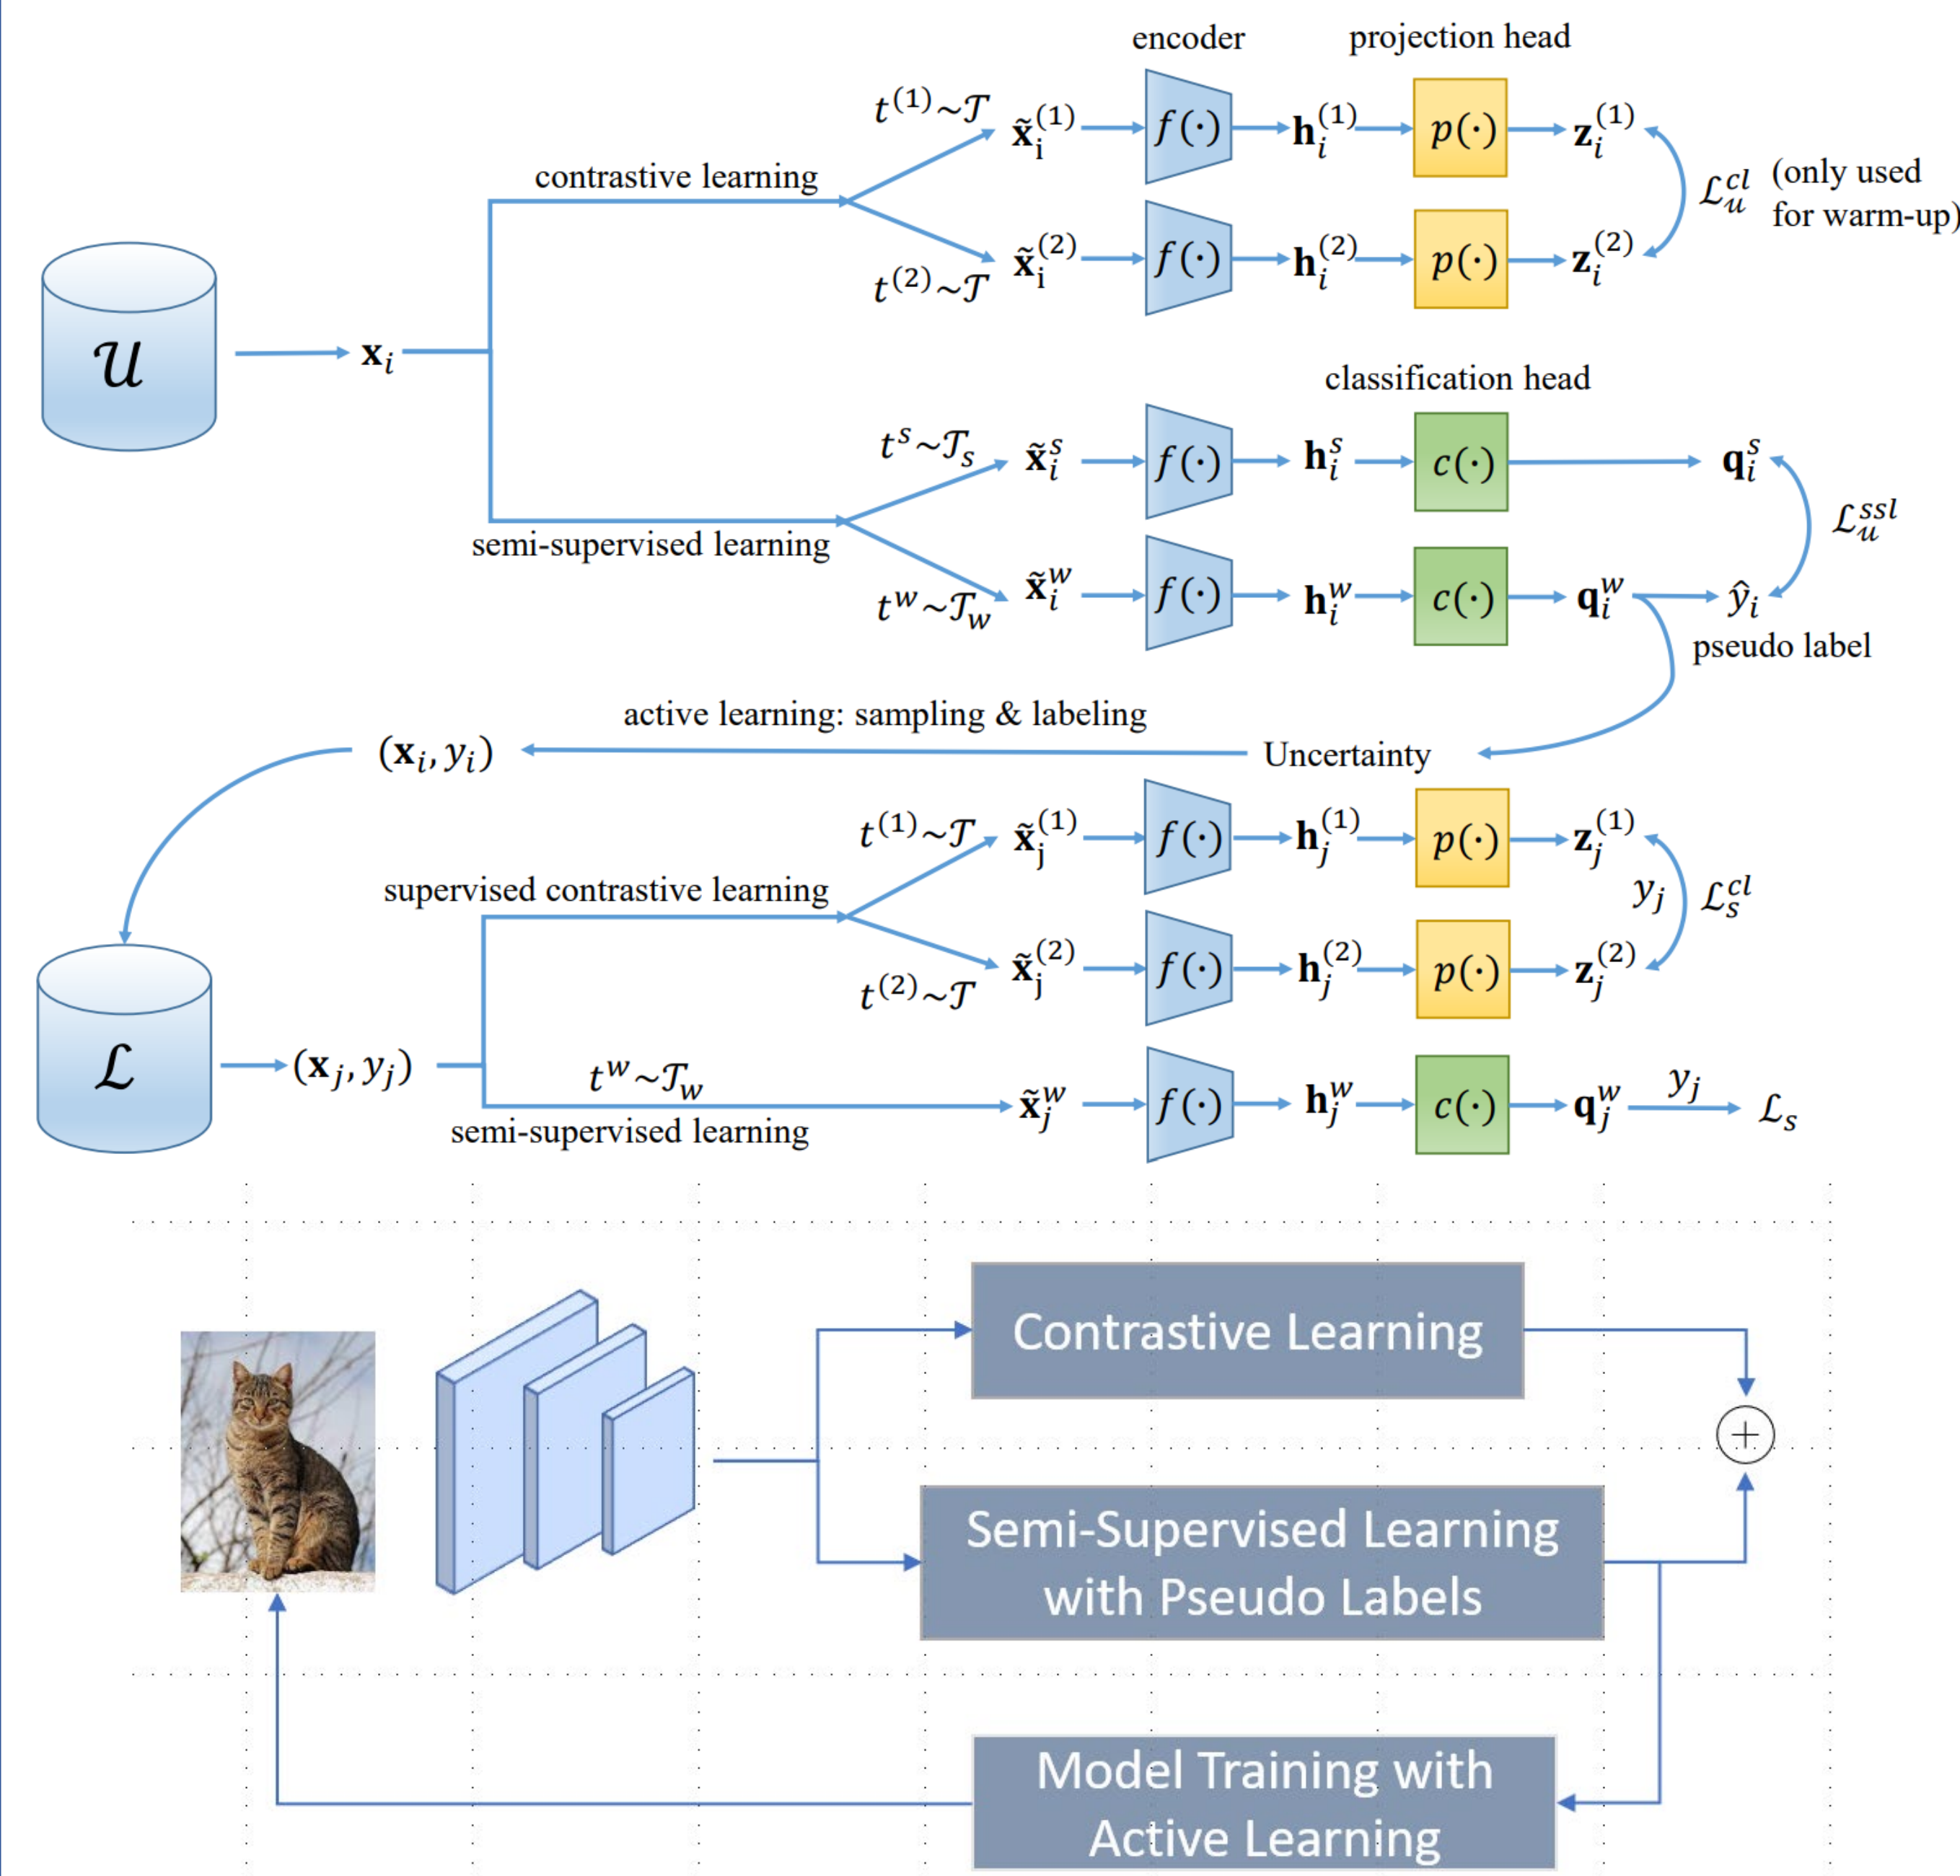 encoder projection head
t^(1)~𝒯 x̃_i^(1) f(·) h_i^(1) p(·) z_i^(1)
contrastive learning
ℒ_u^cl (only used
for warm-up)
t^(2)~𝒯 x̃_i^(2) f(·) h_i^(2) p(·) z_i^(2)
𝒰 x_i
classification head
t^s~𝒯_s x̃_i^s f(·) h_i^s c(·) q_i^s
ℒ_u^ssl
semi-supervised learning
t^w~𝒯_w x̃_i^w f(·) h_i^w c(·) q_i^w ŷ_i
pseudo label
active learning: sampling & labeling
(x_i, y_i) Uncertainty
t^(1)~𝒯 x̃_j^(1) f(·) h_j^(1) p(·) z_j^(1)
supervised contrastive learning
y_j ℒ_s^cl
t^(2)~𝒯 x̃_j^(2) f(·) h_j^(2) p(·) z_j^(2)
ℒ (x_j, y_j)
t^w~𝒯_w x̃_j^w f(·) h_j^w c(·) q_j^w y_j ℒ_s
semi-supervised learning
Contrastive Learning
+
Semi-Supervised Learning
with Pseudo Labels
Model Training with
Active Learning